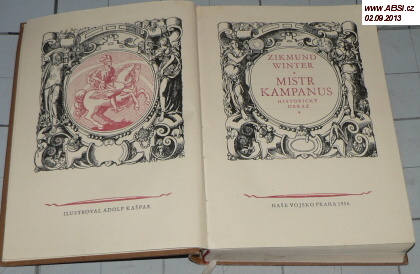 www.ABSI.cz
02.09.2013
ZIKMUND
WINTER
MISTR
KAMPANUS
HISTORICKÝ
OBRAZ
ILUSTROVAL ADOLF KAŠPAR
NAŠE VOJSKO PRAHA 1956